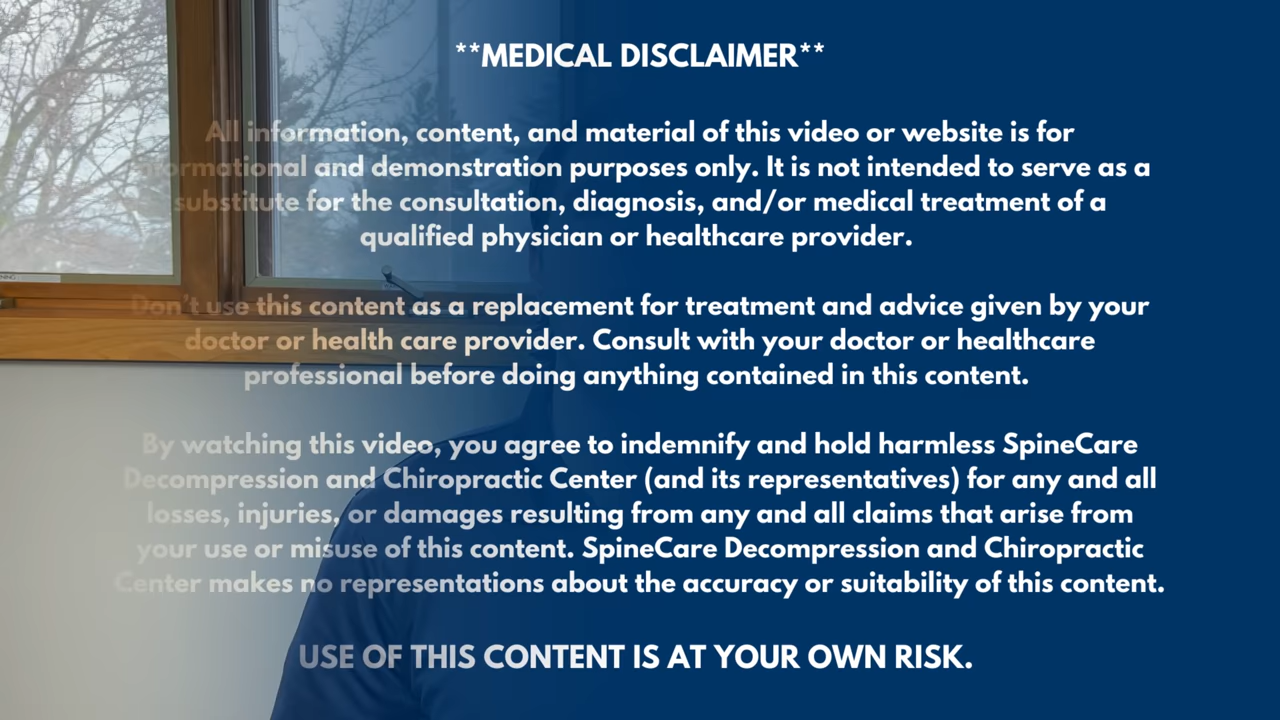 **MEDICAL DISCLAIMER**
All information, content, and material of this video or website is for
informational and demonstration purposes only. It is not intended to serve as a
substitute for the consultation, diagnosis, and/or medical treatment of a
qualified physician or healthcare provider.
Don't use this content as a replacement for treatment and advice given by your
doctor or health care provider. Consult with your doctor or healthcare
professional before doing anything contained in this content.
By watching this video, you agree to indemnify and hold harmless SpineCare
Decompression and Chiropractic Center (and its representatives) for any and all
losses, injuries, or damages resulting from any and all claims that arise from
your use or misuse of this content. SpineCare Decompression and Chiropractic
Center makes no representations about the accuracy or suitability of this content.
USE OF THIS CONTENT IS AT YOUR OWN RISK.